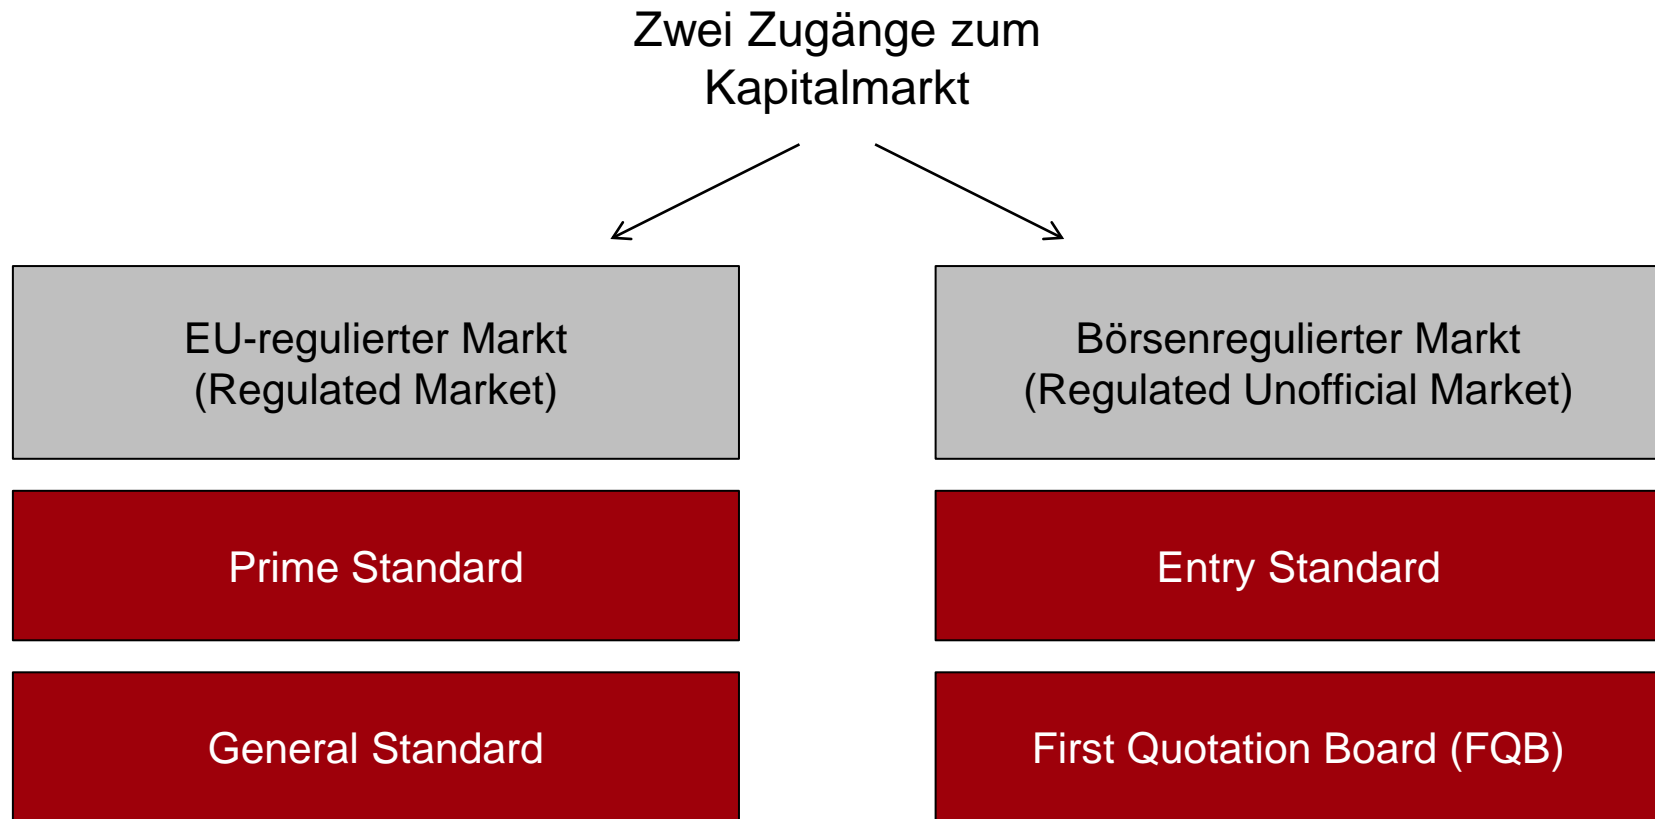 Zwei Zugänge zum
Kapitalmarkt
EU-regulierter Markt
(Regulated Market)
Börsenregulierter Markt
(Regulated Unofficial Market)
Prime Standard
Entry Standard
General Standard
First Quotation Board (FQB)